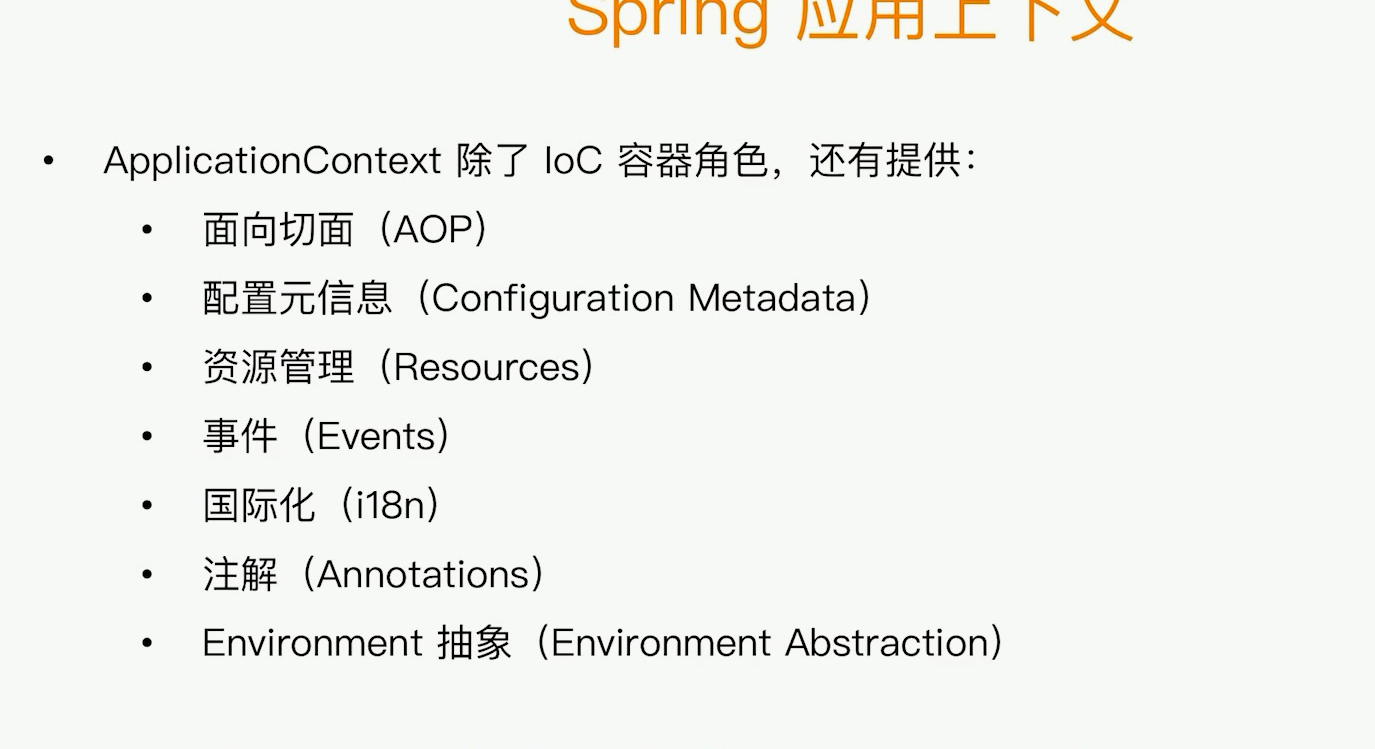 Spring 应用上下文
• ApplicationContext 除了 IoC 容器角色，还有提供：
• 面向切面（AOP）
• 配置元信息（Configuration Metadata）
• 资源管理（Resources）
• 事件（Events）
• 国际化（i18n）
• 注解（Annotations）
• Environment 抽象（Environment Abstraction）